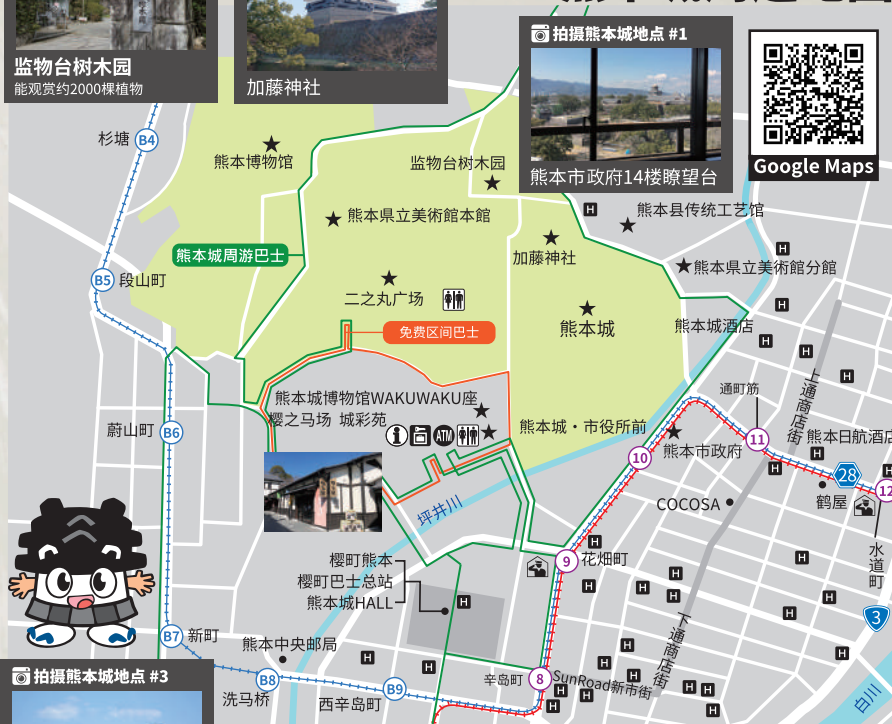 监物台树木园
能观赏约2000棵植物
加藤神社
拍摄熊本城地点 #1
熊本市政府14楼瞭望台
Google Maps
杉塘
B4
熊本博物馆
监物台树木园
熊本県立美術館本館
熊本城周游巴士
加藤神社
H
熊本县传统工艺馆
熊本県立美術館分館
H
B5
段山町
二之丸广场
免费区间巴士
熊本城
熊本城酒店
H
H
H
H
上通商店街
通町筋
熊本城博物馆WAKUWAKU座
樱之马场 城彩苑
ATM
熊本城・市役所前
蔚山町
B6
10
熊本市政府
11
H
H
熊本日航酒店
28
12
鹤屋
COCOSA
水道町
坪井川
樱町熊本
樱町巴士总站
熊本城HALL
H
9
花畑町
H
H
H
H
H
H
H
H
3
下通商店街
B7
新町
熊本中央邮局
H
H
H
H
H
H
H
H
H
H
H
拍摄熊本城地点 #3
B8
洗马桥
B9
西辛岛町
辛岛町
8
SunRoad新市街
白川